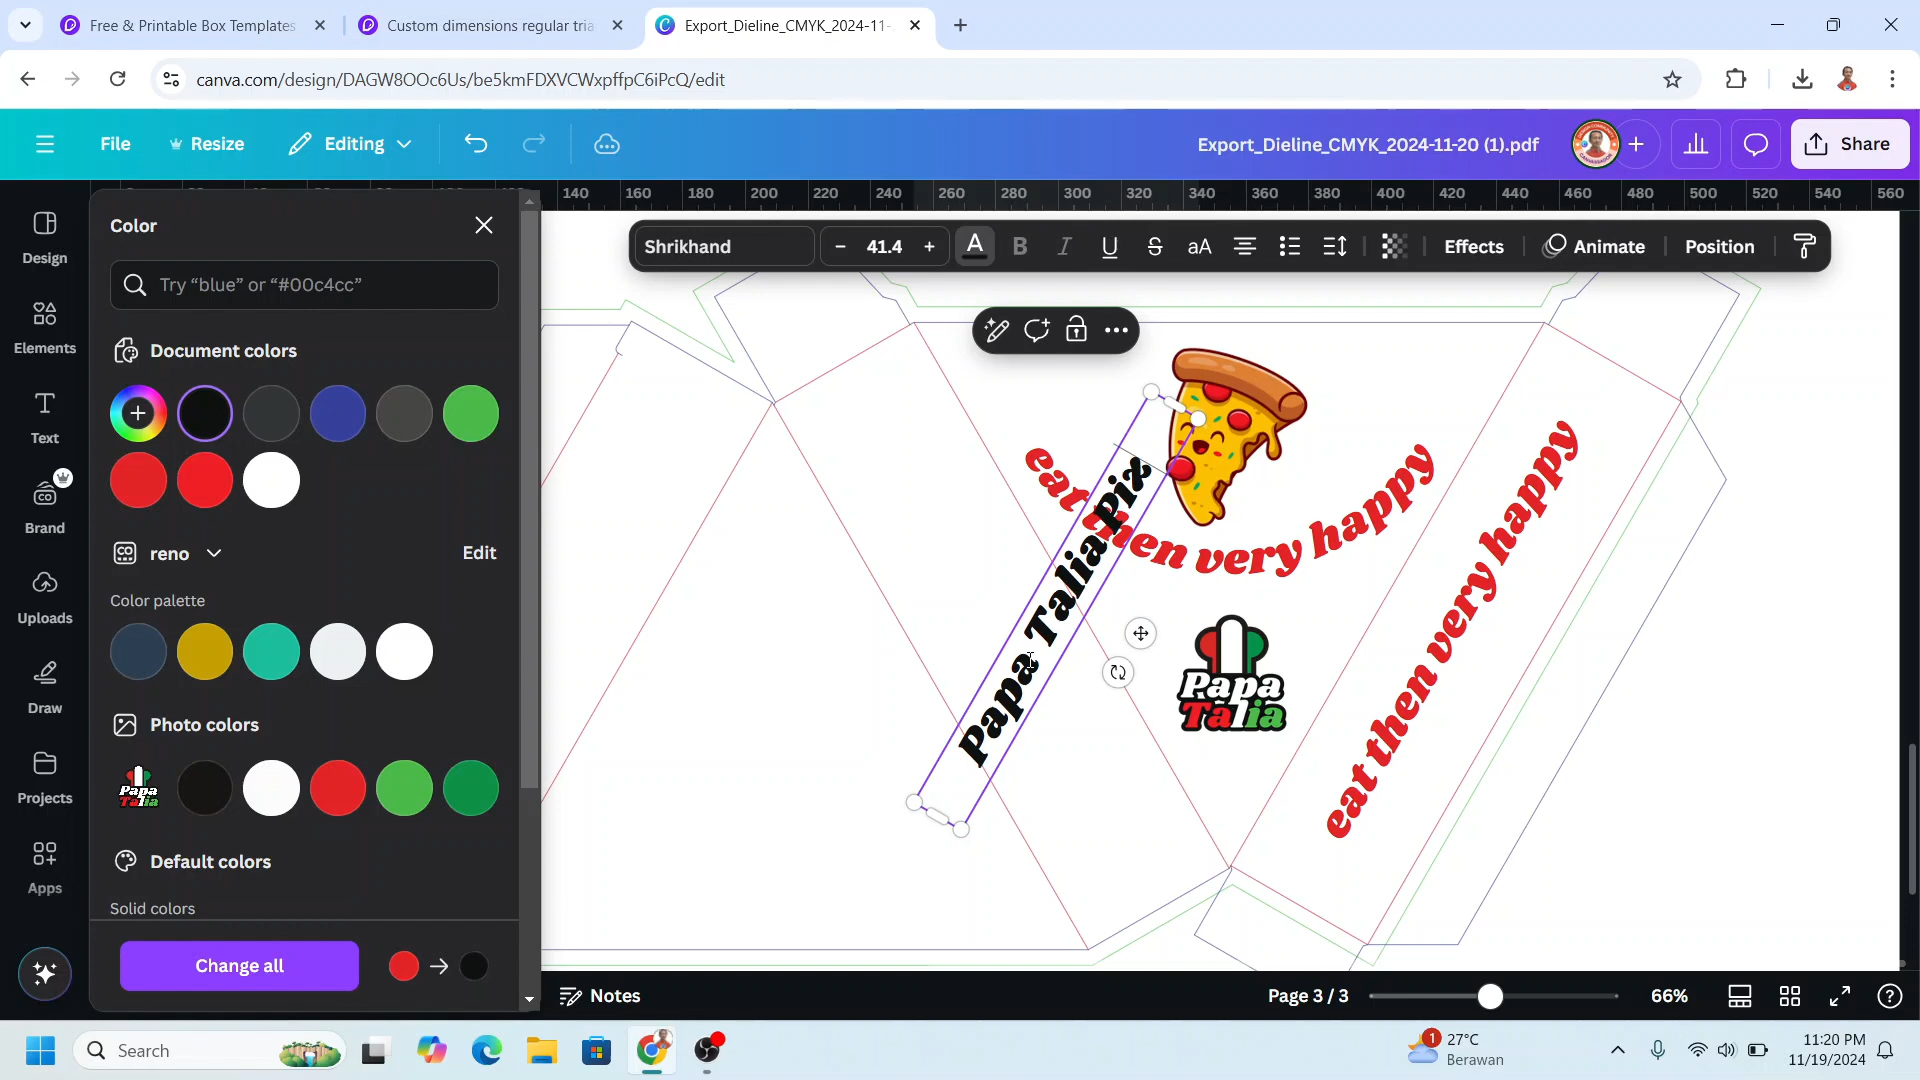 Free & Printable Box Templates
Custom dimensions regular tria
Export_Dieline_CMYK_2024-11-
canva.com/design/DAGW8OOc6Us/be5kmFDXVCWxpffpC6iPcQ/edit
File
Resize
Editing
Export_Dieline_CMYK_2024-11-20 (1).pdf
Share
140 160 180 200 220 240 260 280 300 320 340 360 380 400 420 440 460 480 500 520 540 560
Design
Elements
Text
Brand
Uploads
Draw
Projects
Apps
Color
Try “blue” or “#00c4cc”
Document colors
reno
Edit
Color palette
Photo colors
Default colors
Solid colors
Change all
Shrikhand
– 41.4 +
A B I U S aA
Effects
Animate
Position
eat then very happy
Papa Talia Piz
Papa
Talia
eat then very happy
Notes
Page 3 / 3
66%
Search
1
27°C
Berawan
11:20 PM
11/19/2024